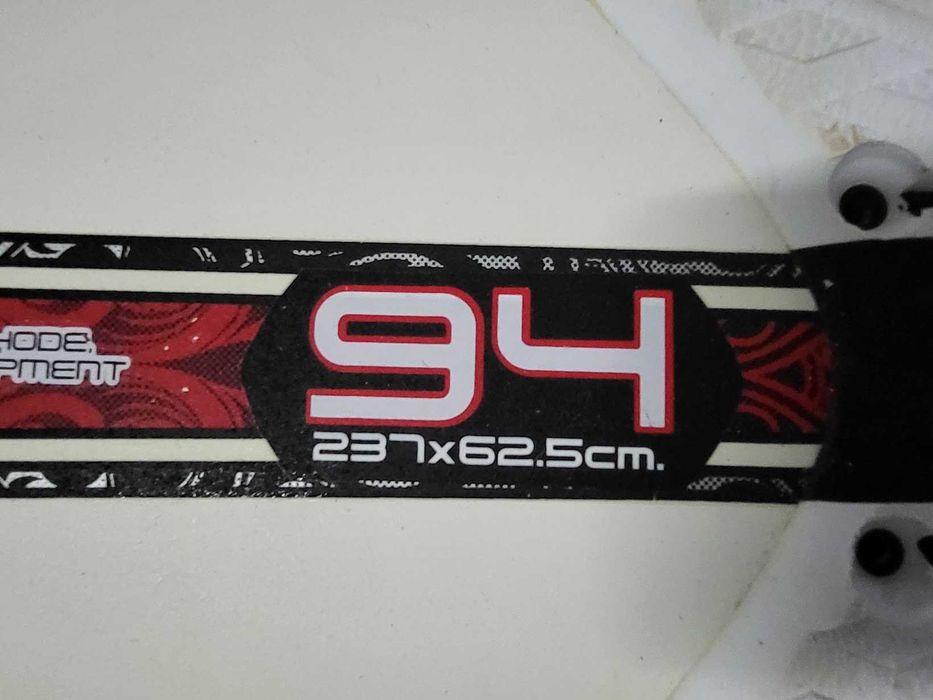 94
237x62.5cm.
HODE,
PMENT